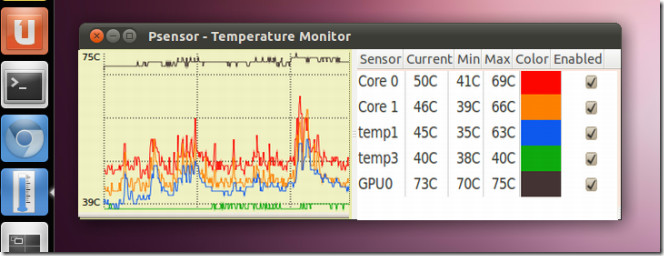 Psensor - Temperature Monitor
75C
39C
Sensor Current Min Max Color Enabled
Core 0 50C 41C 69C
Core 1 46C 39C 66C
temp1 45C 35C 63C
temp3 40C 38C 40C
GPU0 73C 70C 75C